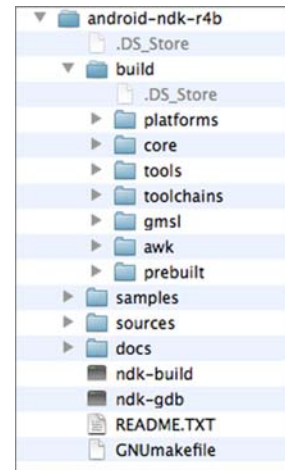 android-ndk-r4b
.DS_Store
build
.DS_Store
platforms
core
tools
toolchains
gmsl
awk
prebuilt
samples
sources
docs
ndk-build
ndk-gdb
README.TXT
GNUmakefile